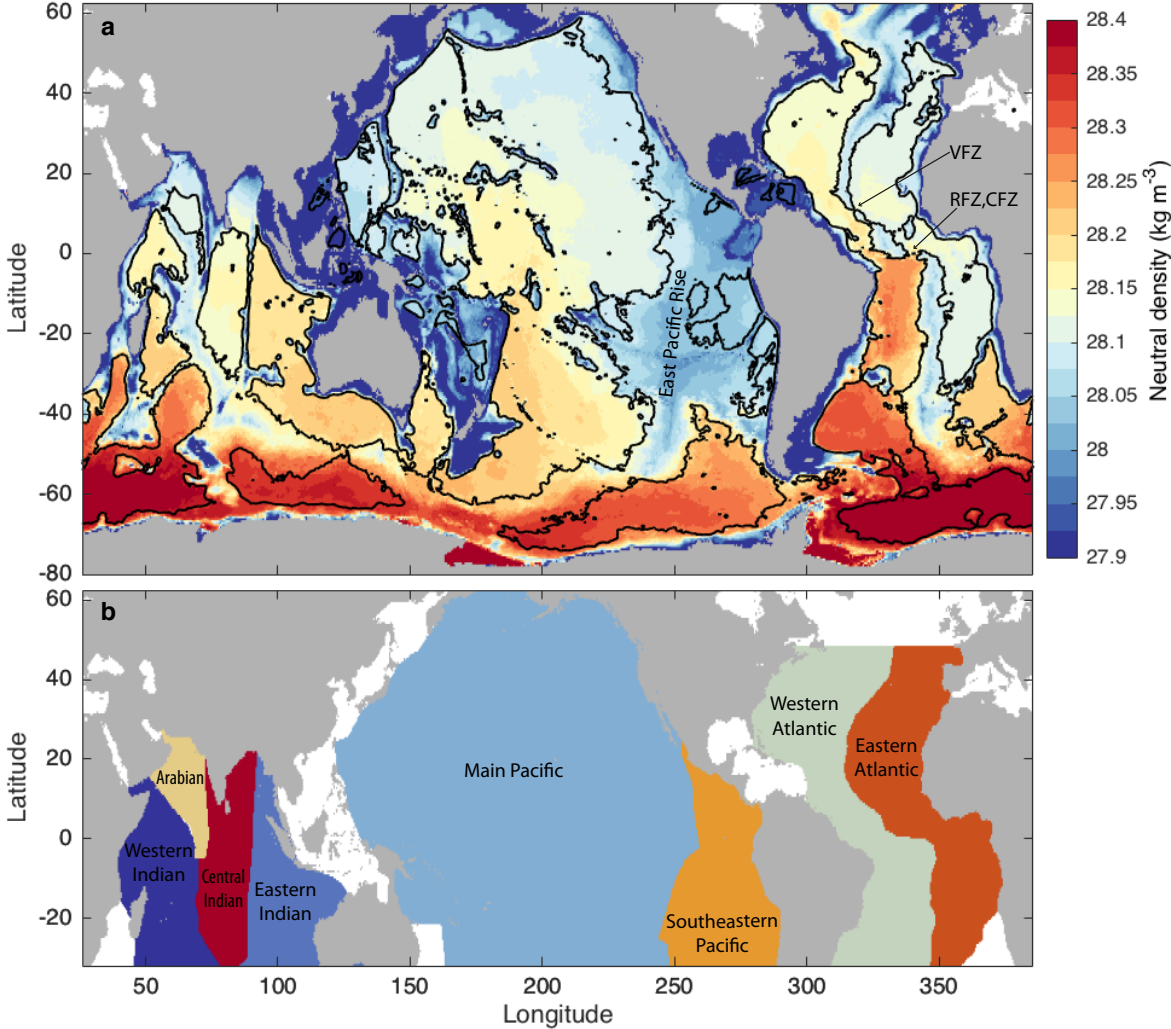 a
60
40
20
0
-20
-40
-60
-80
Latitude
VFZ
RFZ,CFZ
East Pacific Rise
28.4
28.35
28.3
28.25
28.2
28.15
28.1
28.05
28
27.95
27.9
Neutral density (kg m-3)
b
60
40
20
0
-20
Latitude
Arabian
Western
Indian
Central
Indian
Eastern
Indian
Main Pacific
Southeastern
Pacific
Western
Atlantic
Eastern
Atlantic
50
100
150
200
250
300
350
Longitude